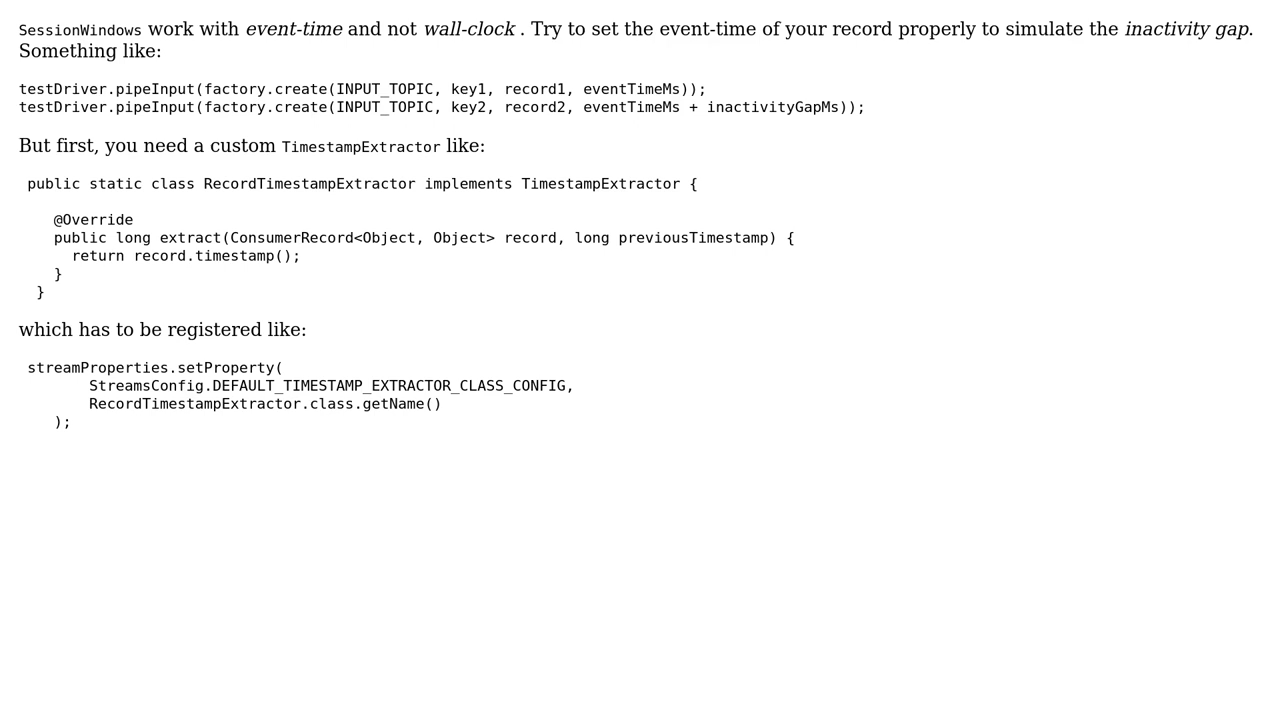 SessionWindows work with event-time and not wall-clock . Try to set the event-time of your record properly to simulate the inactivity gap.
Something like:
testDriver.pipeInput(factory.create(INPUT_TOPIC, key1, record1, eventTimeMs));
testDriver.pipeInput(factory.create(INPUT_TOPIC, key2, record2, eventTimeMs + inactivityGapMs));
But first, you need a custom TimestampExtractor like:
public static class RecordTimestampExtractor implements TimestampExtractor {
@Override
public long extract(ConsumerRecord<Object, Object> record, long previousTimestamp) {
return record.timestamp();
}
}
which has to be registered like:
streamProperties.setProperty(
StreamsConfig.DEFAULT_TIMESTAMP_EXTRACTOR_CLASS_CONFIG,
RecordTimestampExtractor.class.getName()
);